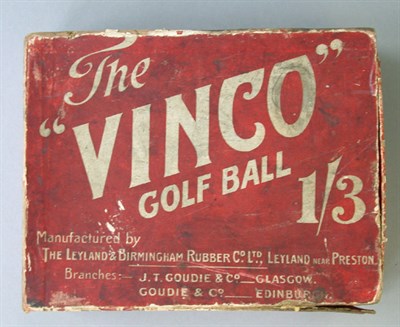 The
"VINCO"
GOLF BALL
1/3
Manufactured by
THE LEYLAND & BIRMINGHAM RUBBER CO LTD, LEYLAND NEAR PRESTON.
Branches:— J. T. GOUDIE & CO GLASGOW.
GOUDIE & CO EDINBURGH